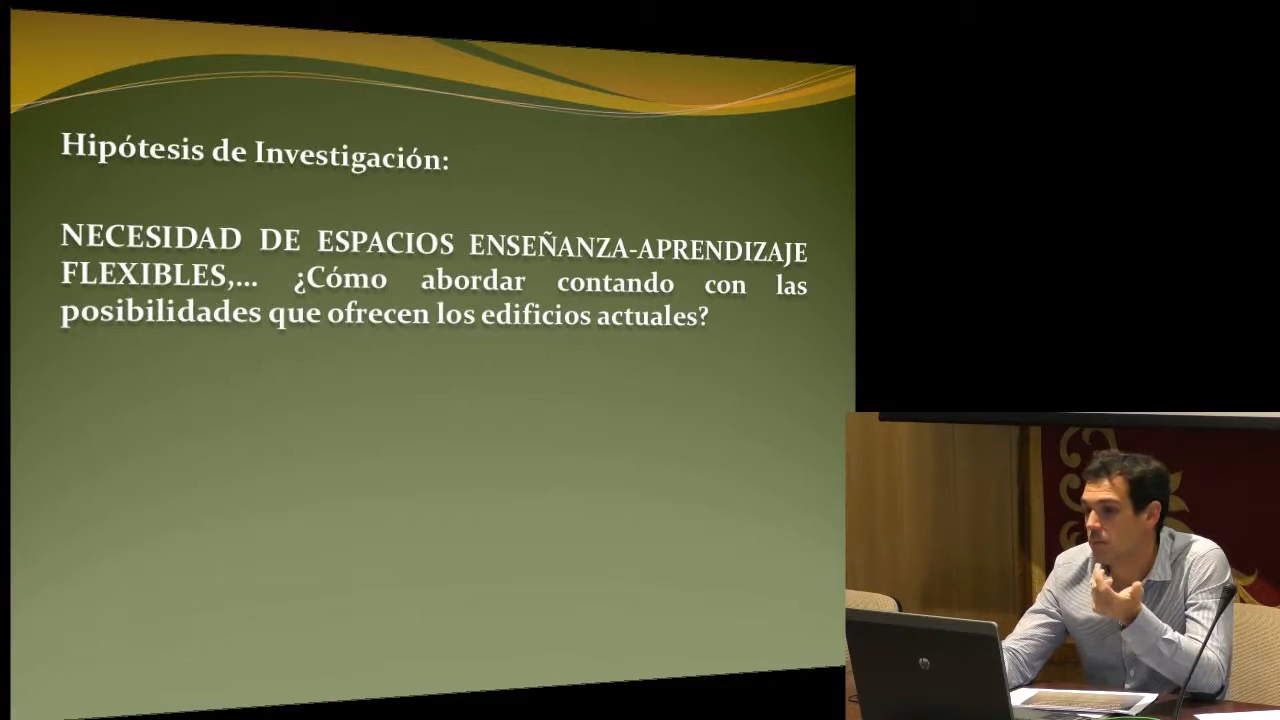 Hipótesis de Investigación:
NECESIDAD DE ESPACIOS ENSEÑANZA-APRENDIZAJE
FLEXIBLES,... ¿Cómo abordar contando con las
posibilidades que ofrecen los edificios actuales?
hp